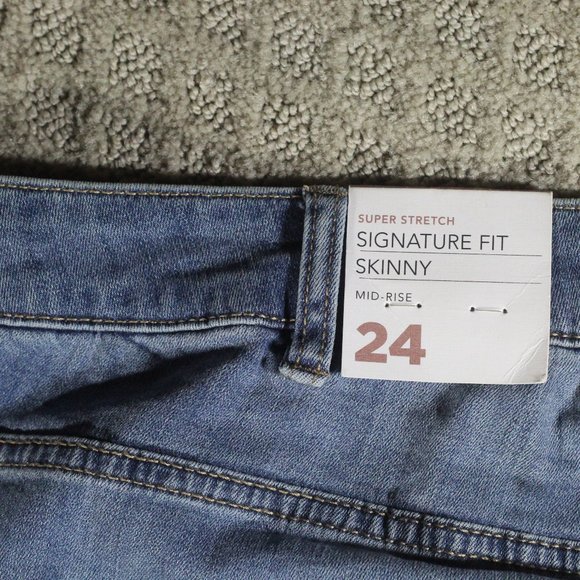 SUPER STRETCH
SIGNATURE FIT
SKINNY
MID-RISE
24